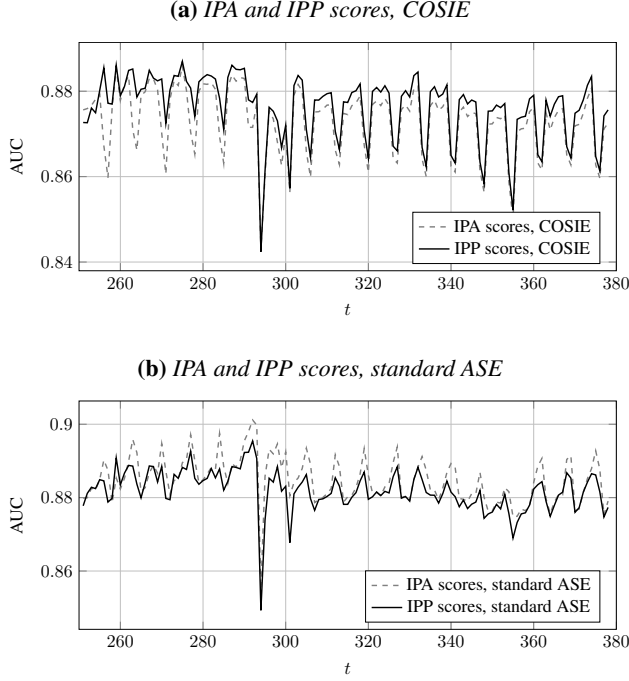 (a) IPA and IPP scores, COSIE
0.88
0.86
0.84
AUC
IPA scores, COSIE
IPP scores, COSIE
260 280 300 320 340 360 380
t
(b) IPA and IPP scores, standard ASE
0.9
0.88
0.86
AUC
IPA scores, standard ASE
IPP scores, standard ASE
260 280 300 320 340 360 380
t